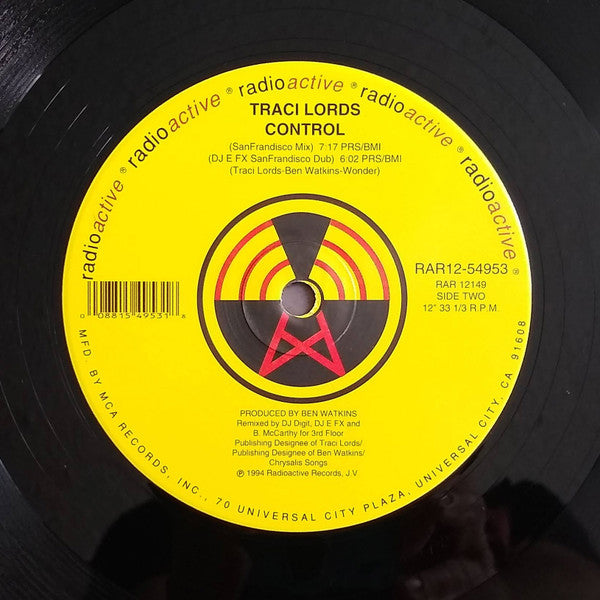 radioactive ® radioactive ® radioactive ® radioactive ®
TRACI LORDS
CONTROL
(SanFrandisco Mix) 7:17 PRS/BMI
(DJ E FX SanFrandisco Dub) 6:02 PRS/BMI
(Traci Lords-Ben Watkins-Wonder)
RAR12-54953
RAR 12149
SIDE TWO
12" 33 1/3 R.P.M.
0 08815 49531 8
PRODUCED BY BEN WATKINS
Remixed by DJ Digit, DJ E FX and
B. McCarthy for 3rd Floor
Publishing Designee of Traci Lords/
Publishing Designee of Ben Watkins/
Chrysalis Songs
℗ 1994 Radioactive Records, J.V.
MFD. BY MCA RECORDS, INC., 70 UNIVERSAL CITY PLAZA, UNIVERSAL CITY, CA 91608